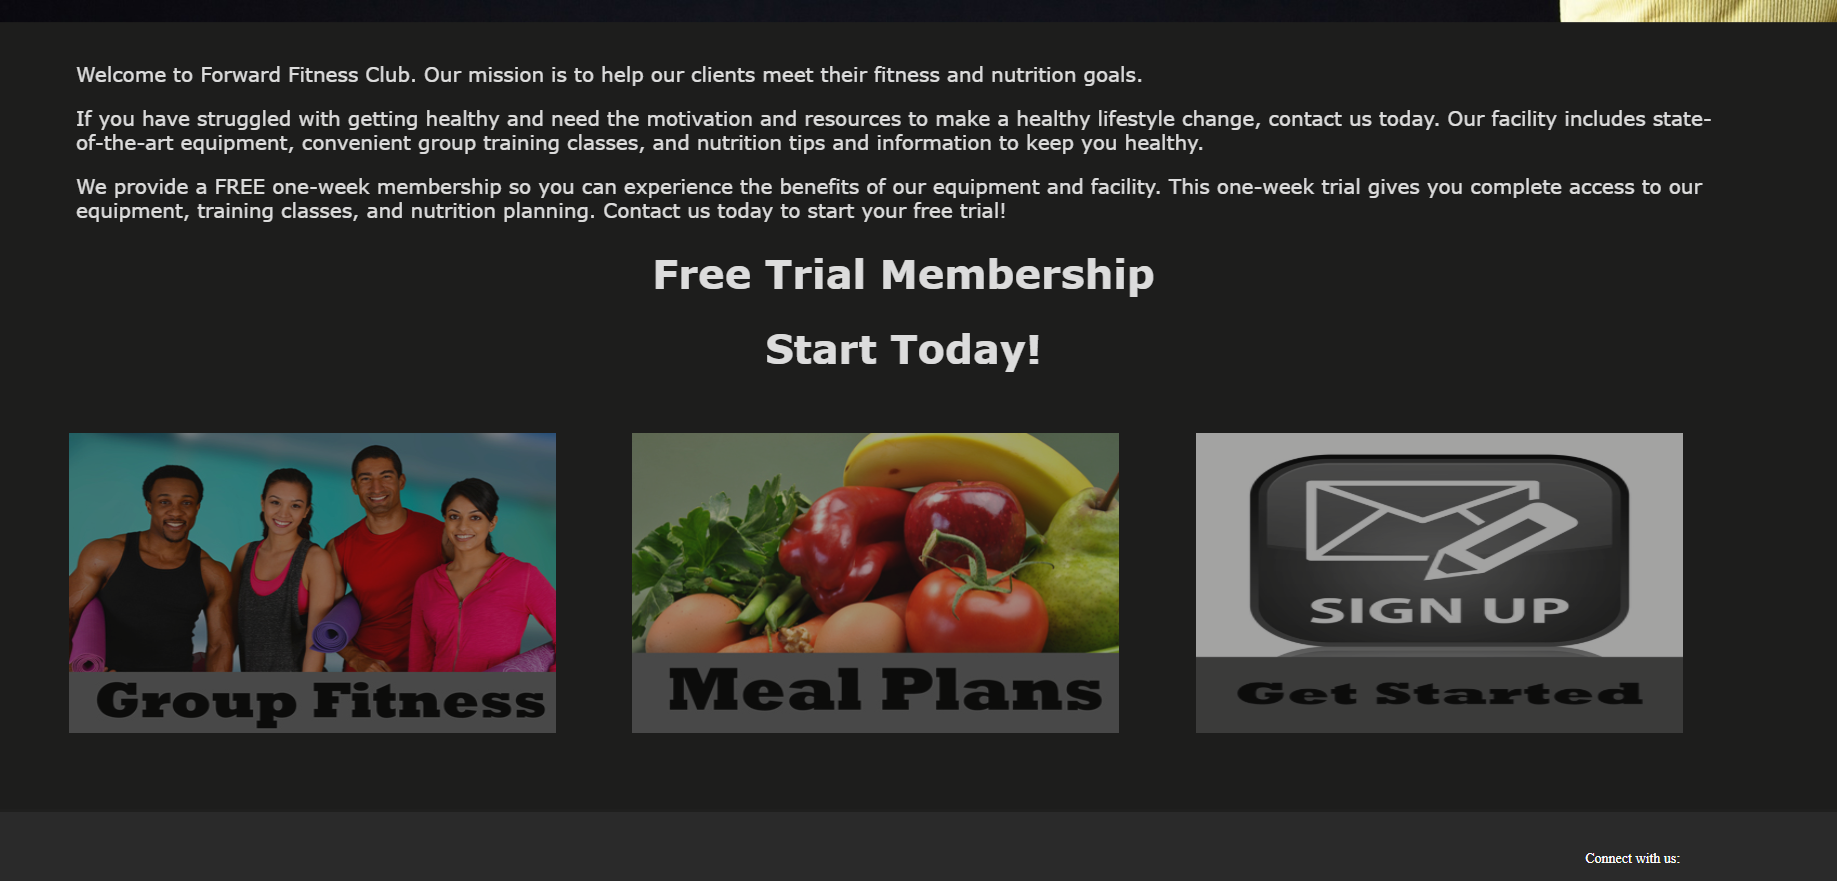 Welcome to Forward Fitness Club. Our mission is to help our clients meet their fitness and nutrition goals.
If you have struggled with getting healthy and need the motivation and resources to make a healthy lifestyle change, contact us today. Our facility includes state-
of-the-art equipment, convenient group training classes, and nutrition tips and information to keep you healthy.
We provide a FREE one-week membership so you can experience the benefits of our equipment and facility. This one-week trial gives you complete access to our
equipment, training classes, and nutrition planning. Contact us today to start your free trial!
Free Trial Membership
Start Today!
SIGN UP
Group Fitness
Meal Plans
Get Started
Connect with us: